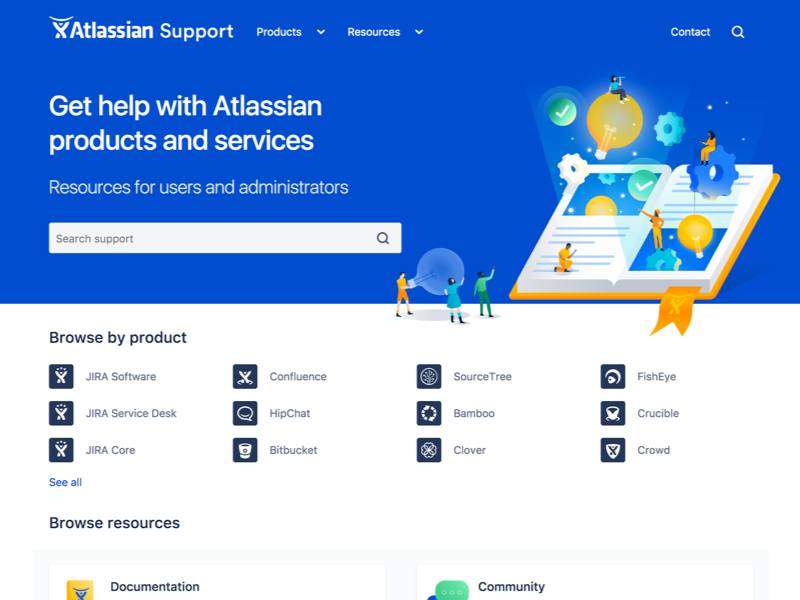 Atlassian Support
Products
Resources
Contact
Get help with Atlassian
products and services
Resources for users and administrators
Search support
Browse by product
JIRA Software
Confluence
SourceTree
FishEye
JIRA Service Desk
HipChat
Bamboo
Crucible
JIRA Core
Bitbucket
Clover
Crowd
See all
Browse resources
Documentation
Community